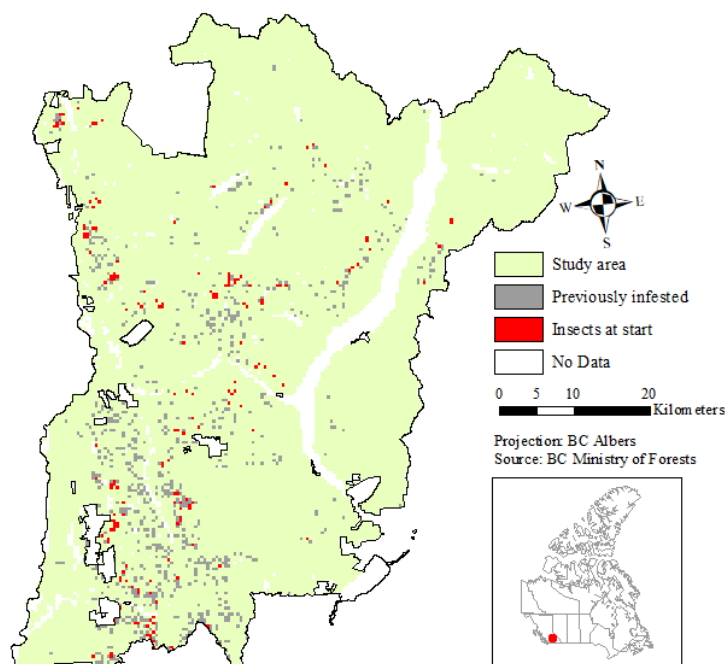 N
W E
S
Study area
Previously infested
Insects at start
No Data
0 5 10 20
Kilometers
Projection: BC Albers
Source: BC Ministry of Forests